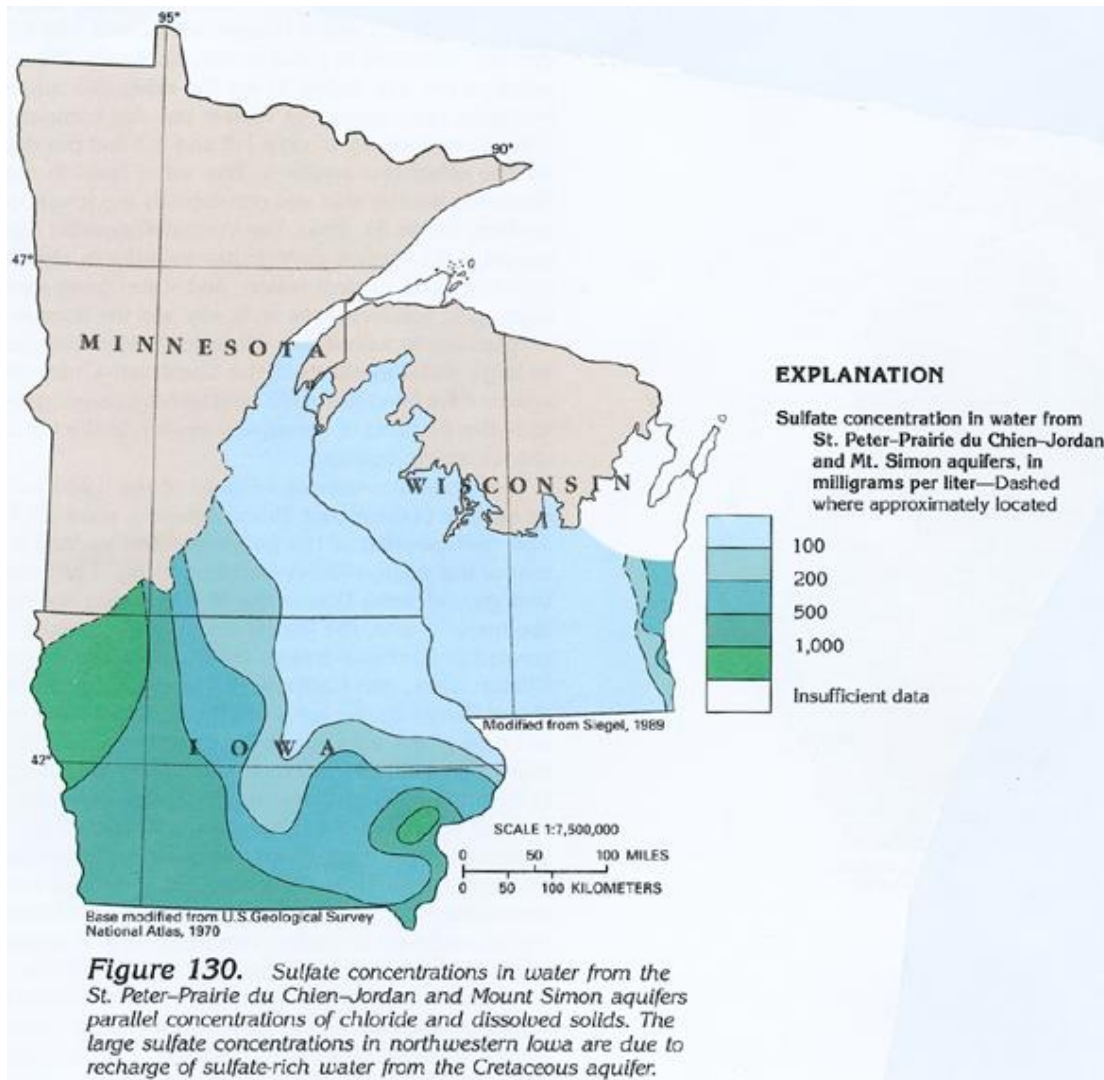 95°
90°
47°
MINNESOTA
WISCONSIN
EXPLANATION
Sulfate concentration in water from
St. Peter–Prairie du Chien–Jordan
and Mt. Simon aquifers, in
milligrams per liter—Dashed
where approximately located
100
200
500
1,000
Insufficient data
Modified from Siegel, 1989
IOWA
42°
SCALE 1:7,500,000
0 50 100 MILES
0 50 100 KILOMETERS
Base modified from U.S. Geological Survey
National Atlas, 1970
Figure 130. Sulfate concentrations in water from the
St. Peter–Prairie du Chien–Jordan and Mount Simon aquifers
parallel concentrations of chloride and dissolved solids. The
large sulfate concentrations in northwestern Iowa are due to
recharge of sulfate-rich water from the Cretaceous aquifer.